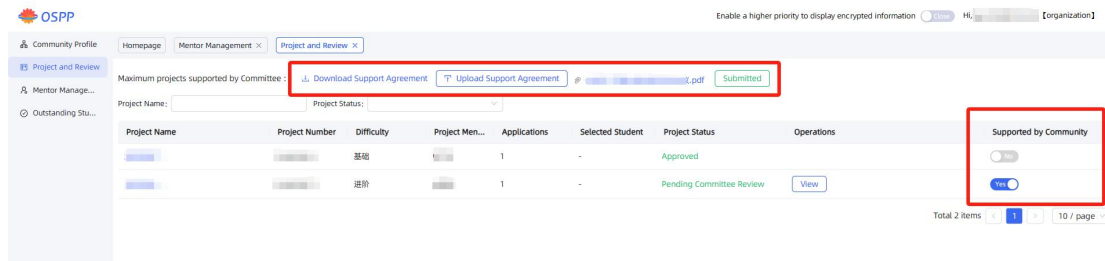 OSPP
Enable a higher priority to display encrypted information Close Hi, 【organization】
Community Profile
Homepage Mentor Management × Project and Review ×
Project and Review
Maximum projects supported by Committee : Download Support Agreement Upload Support Agreement .pdf Submitted
Mentor Manage...
Project Name: Project Status:
Outstanding Stu...
Project Name Project Number Difficulty Project Men... Applications Selected Student Project Status Operations Supported by Community
基础 1 - Approved No
进阶 1 - Pending Committee Review View Yes
Total 2 items < 1 > 10 / page